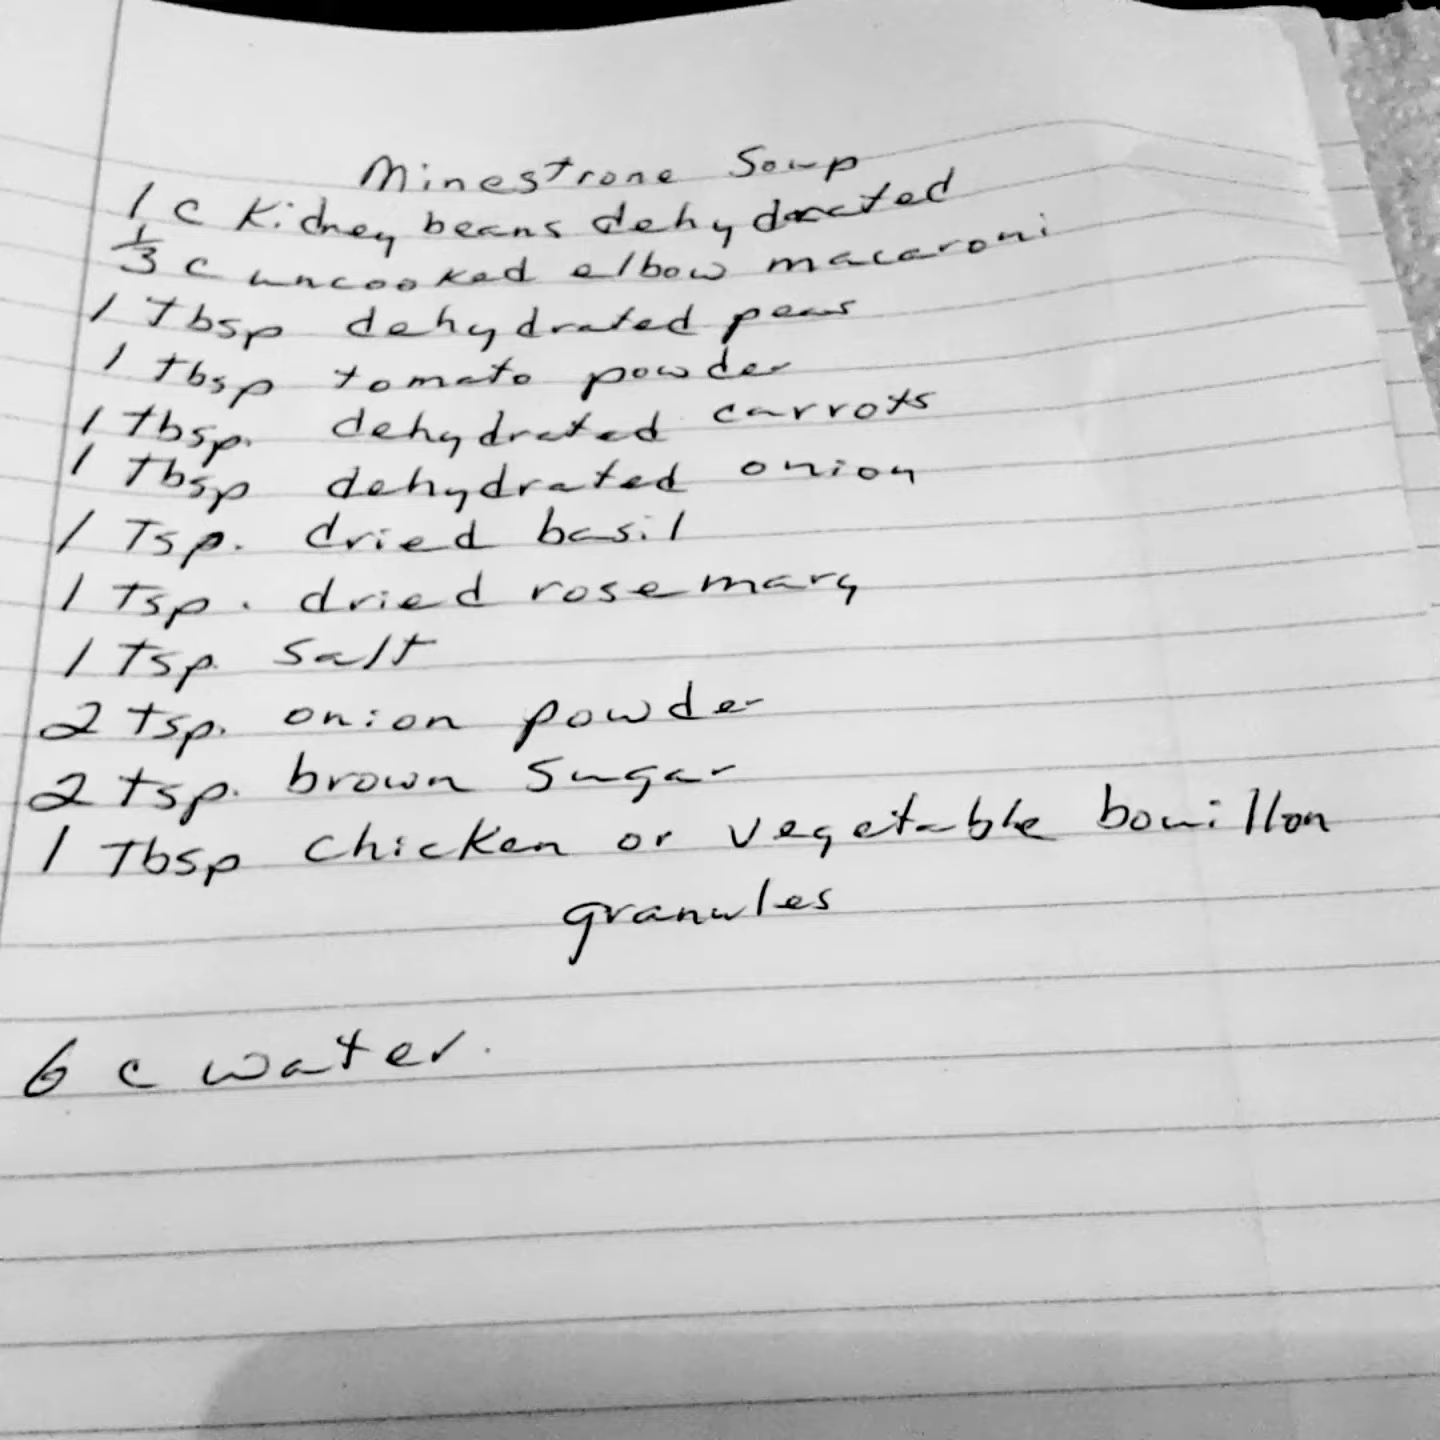 Minestrone Soup
1 c Kidney beans dehydrated
1/3 c uncooked elbow macaroni
1 Tbsp dehydrated peas
1 Tbsp tomato powder
1 Tbsp. dehydrated carrots
1 Tbsp dehydrated onion
1 Tsp. dried basil
1 Tsp. dried rosemary
1 Tsp. Salt
2 tsp. onion powder
2 tsp. brown Sugar
1 Tbsp Chicken or vegetable bouillon
granules
6 c water.